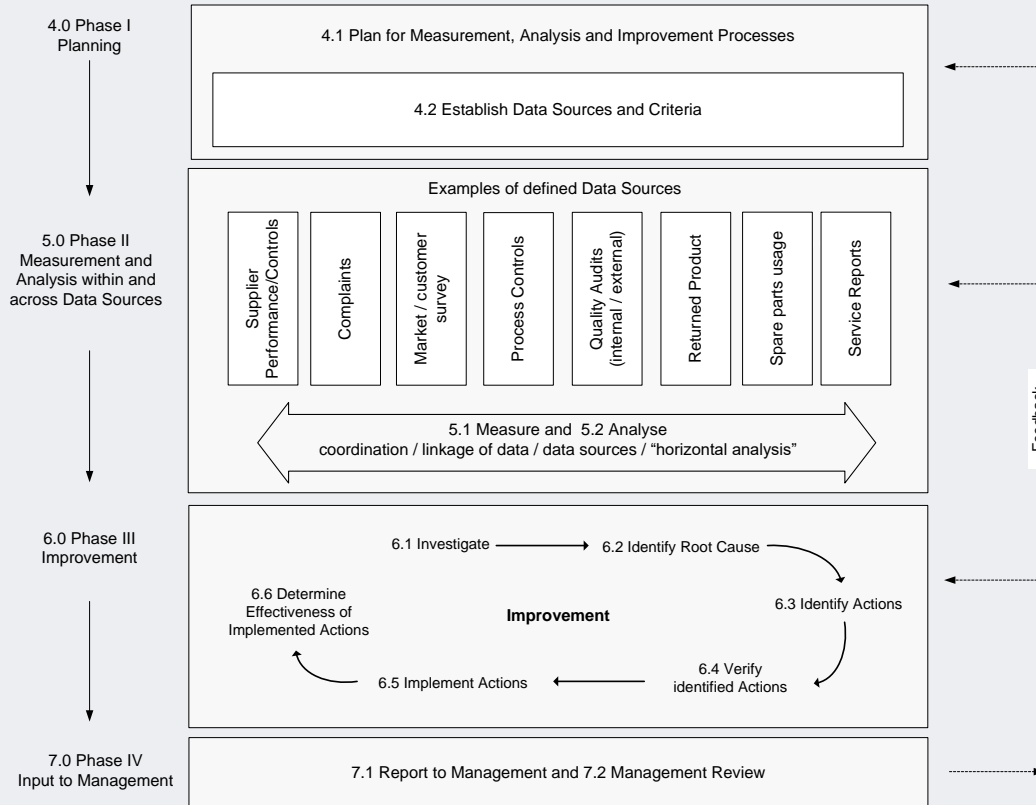 4.0 Phase I
Planning
4.1 Plan for Measurement, Analysis and Improvement Processes
4.2 Establish Data Sources and Criteria
5.0 Phase II
Measurement and
Analysis within and
across Data Sources
Examples of defined Data Sources
Supplier
Performance/Controls
Complaints
Market / customer
survey
Process Controls
Quality Audits
(internal / external)
Returned Product
Spare parts usage
Service Reports
5.1 Measure and 5.2 Analyse
coordination / linkage of data / data sources / “horizontal analysis”
6.0 Phase III
Improvement
6.1 Investigate
6.2 Identify Root Cause
6.3 Identify Actions
6.4 Verify
identified Actions
6.5 Implement Actions
6.6 Determine
Effectiveness of
Implemented Actions
Improvement
7.0 Phase IV
Input to Management
7.1 Report to Management and 7.2 Management Review